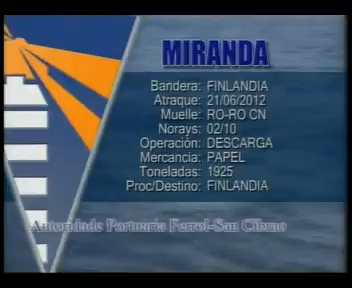 MIRANDA
Bandera: FINLANDIA
Atraque: 21/06/2012
Muelle: RO-RO CN
Norays: 02/10
Operación: DESCARGA
Mercancia: PAPEL
Toneladas: 1925
Proc/Destino: FINLANDIA
Autoridade Portuaria Ferrol-San Cibrao